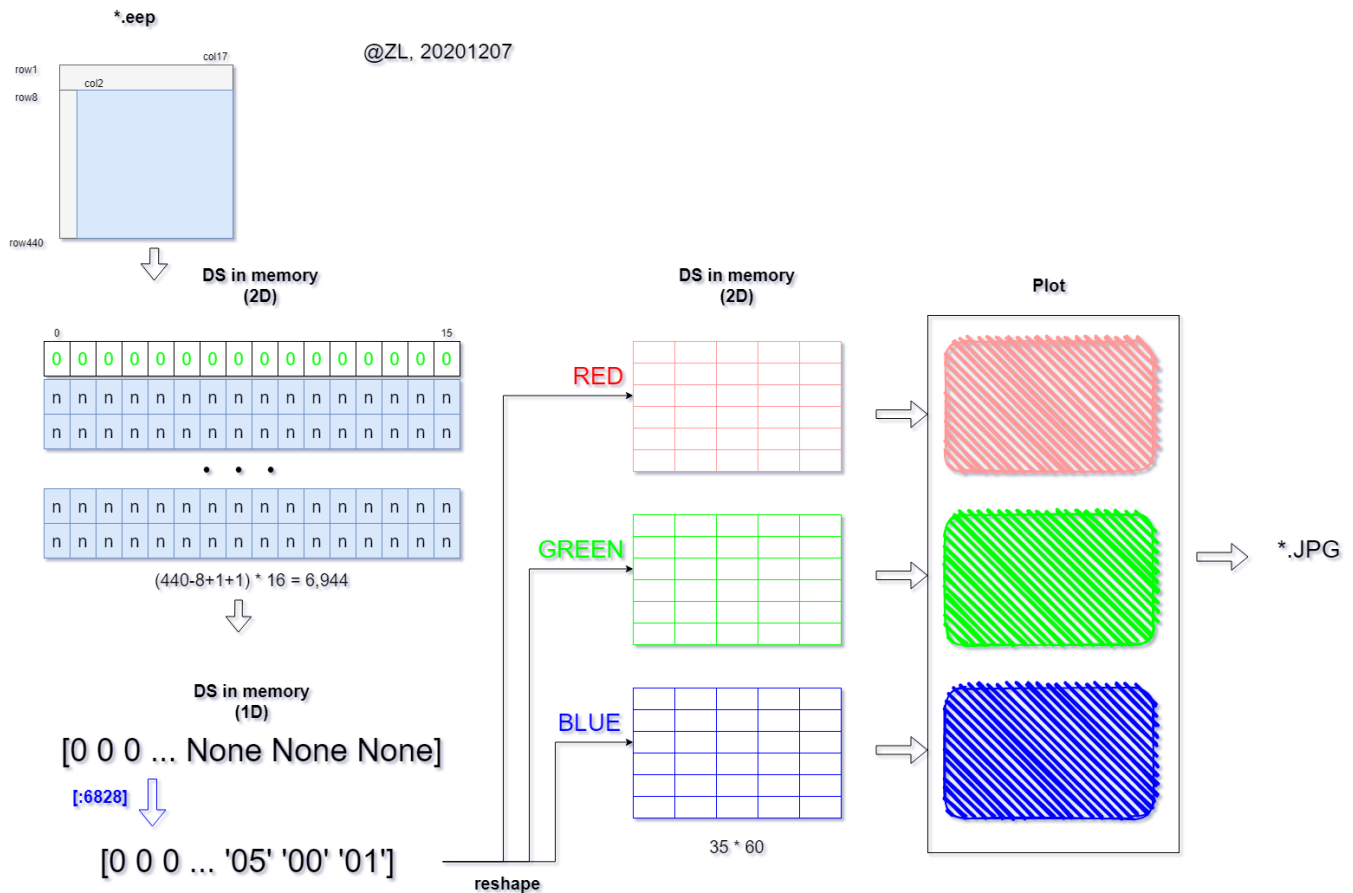 *.eep
@ZL, 20201207
col17
row1
col2
row8
row440
DS in memory
(2D)
0
15
0 0 0 0 0 0 0 0 0 0 0 0 0 0 0 0
n n n n n n n n n n n n n n n n
n n n n n n n n n n n n n n n n
. . .
n n n n n n n n n n n n n n n n
n n n n n n n n n n n n n n n n
(440-8+1+1) * 16 = 6,944
DS in memory
(1D)
[0 0 0 ... None None None]
[:6828]
[0 0 0 ... '05' '00' '01']
reshape
DS in memory
(2D)
RED
GREEN
BLUE
35 * 60
Plot
*.JPG